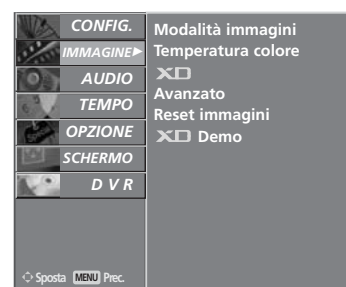 CONFIG.
IMMAGINE
AUDIO
TEMPO
OPZIONE
SCHERMO
D V R
Modalità immagini
Temperatura colore
XD
Avanzato
Reset immagini
XD Demo
Sposta MENU Prec.